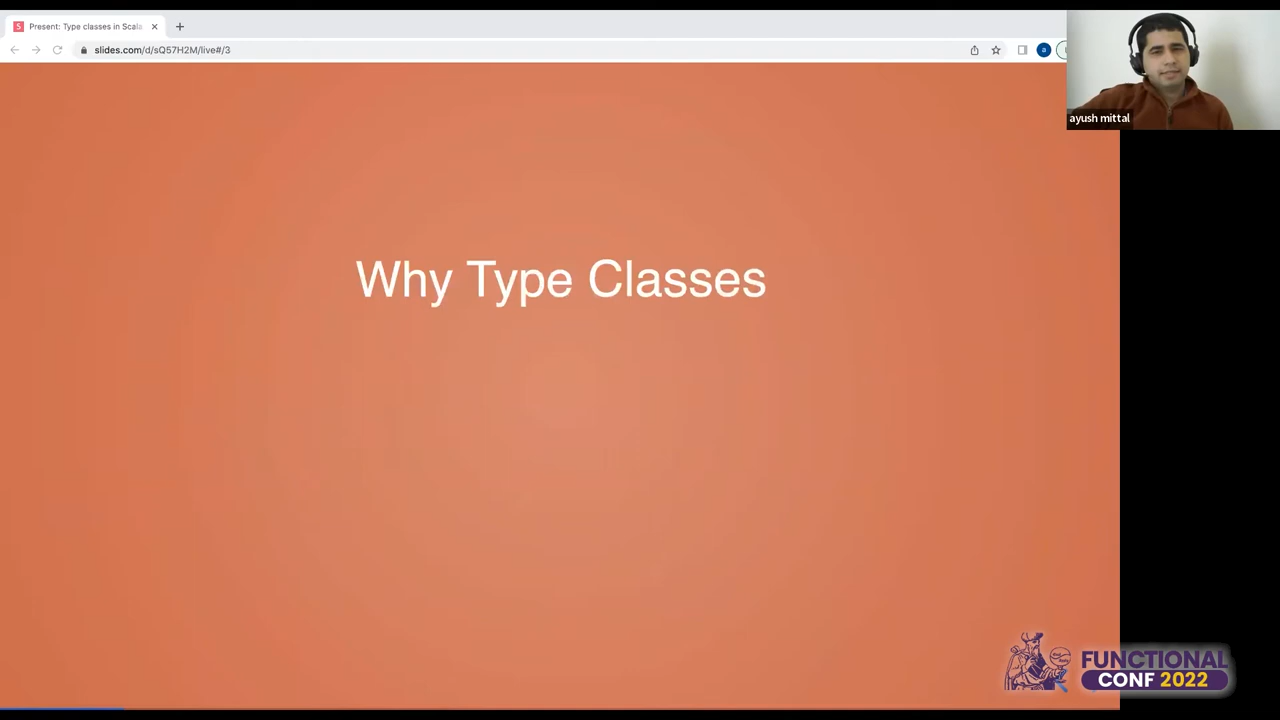 Present: Type classes in Scala
slides.com/d/sQ57H2M/live#/3
a
ayush mittal
Why Type Classes
FUNCTIONAL
CONF 2022